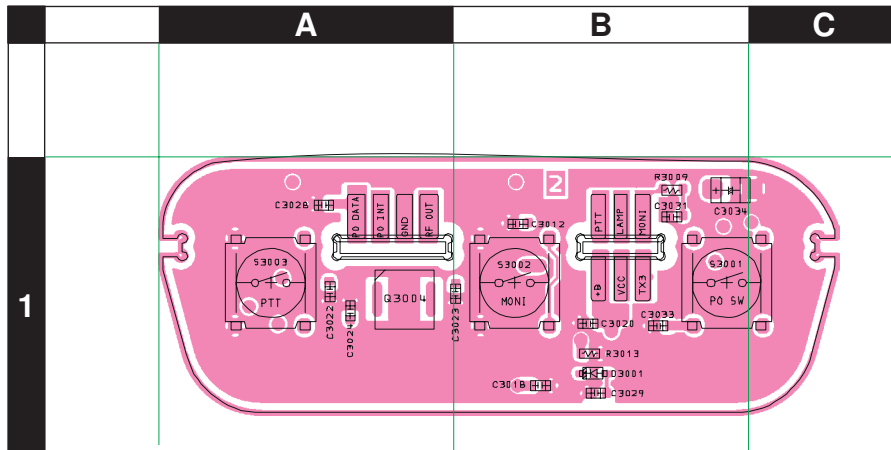 A B C
1
2
R3009
C3031
C3034
C3028
PO DATA
PO INT
GND
RF OUT
C3012
PTT
LAMP
MONI
S3003
PTT
S3002
MONI
+B
VCC
TX3
S3001
PO SW
C3022
C3024
Q3004
C3023
C3020
C3033
R3013
D3001
C3018
C3029